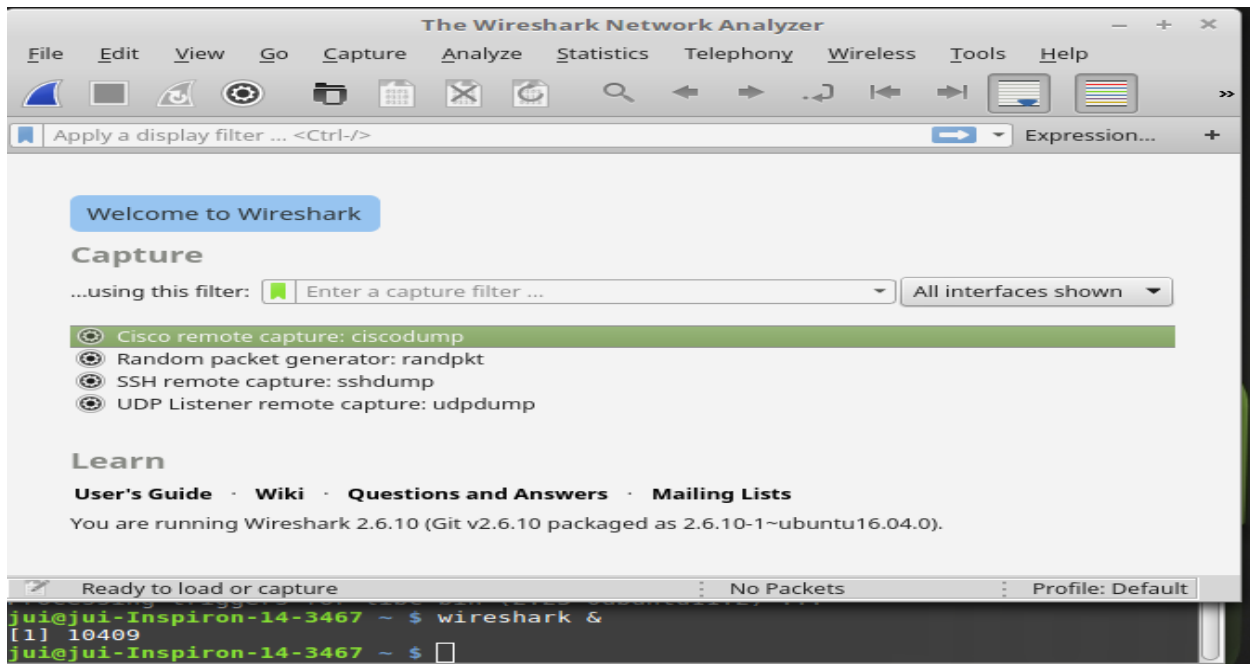 The Wireshark Network Analyzer
File Edit View Go Capture Analyze Statistics Telephony Wireless Tools Help
Apply a display filter ... <Ctrl-/> Expression... +
Welcome to Wireshark
Capture
...using this filter: Enter a capture filter ... All interfaces shown
Cisco remote capture: ciscodump
Random packet generator: randpkt
SSH remote capture: sshdump
UDP Listener remote capture: udpdump
Learn
User's Guide · Wiki · Questions and Answers · Mailing Lists
You are running Wireshark 2.6.10 (Git v2.6.10 packaged as 2.6.10-1~ubuntu16.04.0).
Ready to load or capture No Packets Profile: Default
jui@jui-Inspiron-14-3467 ~ $ wireshark &
[1] 10409
jui@jui-Inspiron-14-3467 ~ $